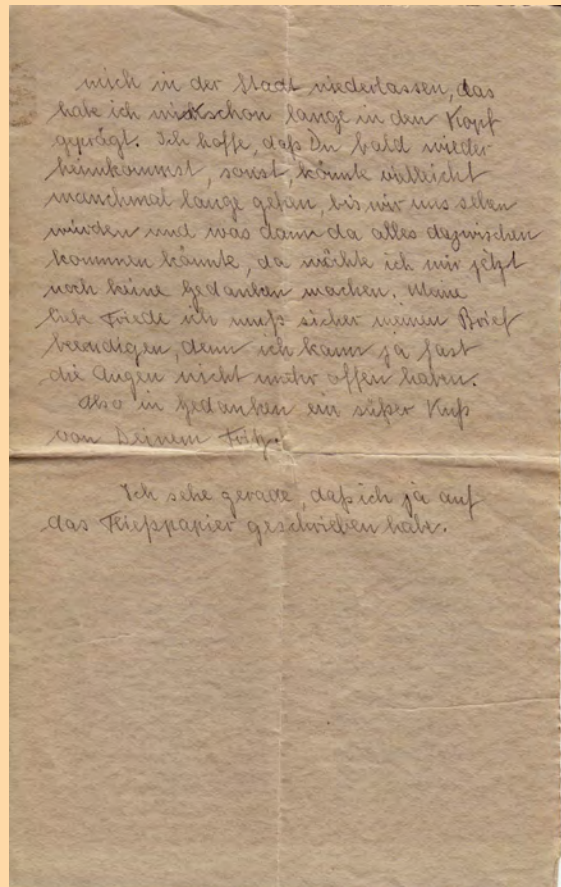 mich in der Stadt niederlassen, das
habe ich mir schon lange in den Kopf
geprägt. Ich hoffe, daß Du bald wieder
heimkommst, sonst könnte vielleicht
manchmal lange gehen, bis wir uns sehen
würden und was dann da alles dazwischen
kommen könnte, da möchte ich mir jetzt
noch keine Gedanken machen. Meine
liebe Friede ich muß sicher meinen Brief
beendigen, denn ich kann ja fast
die Augen nicht mehr offen haben.
Also in Gedanken ein süßer Kuß
von Deinem Fritz.
Ich sehe gerade, daß ich ja auf
das Fließpapier geschrieben habe.